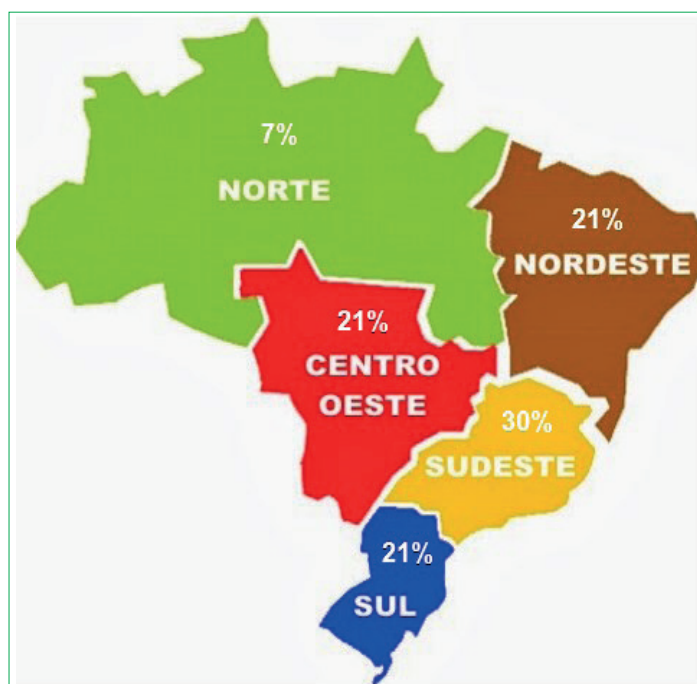 7%
NORTE
21%
NORDESTE
21%
CENTRO
OESTE
30%
SUDESTE
21%
SUL